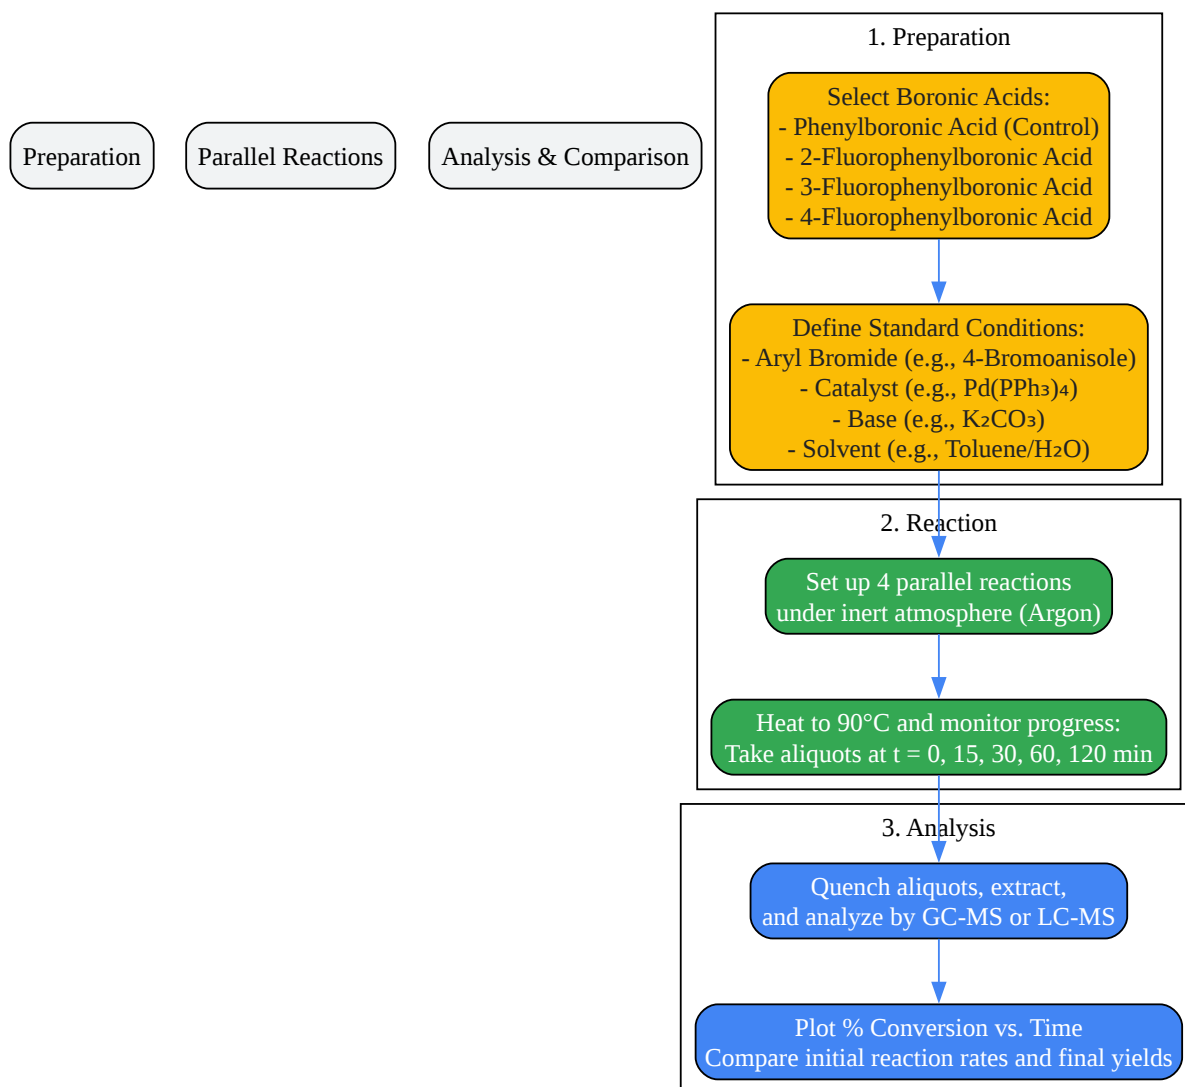 1. Preparation
Preparation
Parallel Reactions
Analysis & Comparison
Select Boronic Acids:
- Phenylboronic Acid (Control)
- 2-Fluorophenylboronic Acid
- 3-Fluorophenylboronic Acid
- 4-Fluorophenylboronic Acid
Define Standard Conditions:
- Aryl Bromide (e.g., 4-Bromoanisole)
- Catalyst (e.g., Pd(PPh₃)₄)
- Base (e.g., K₂CO₃)
- Solvent (e.g., Toluene/H₂O)
2. Reaction
Set up 4 parallel reactions
under inert atmosphere (Argon)
Heat to 90°C and monitor progress:
Take aliquots at t = 0, 15, 30, 60, 120 min
3. Analysis
Quench aliquots, extract,
and analyze by GC-MS or LC-MS
Plot % Conversion vs. Time
Compare initial reaction rates and final yields